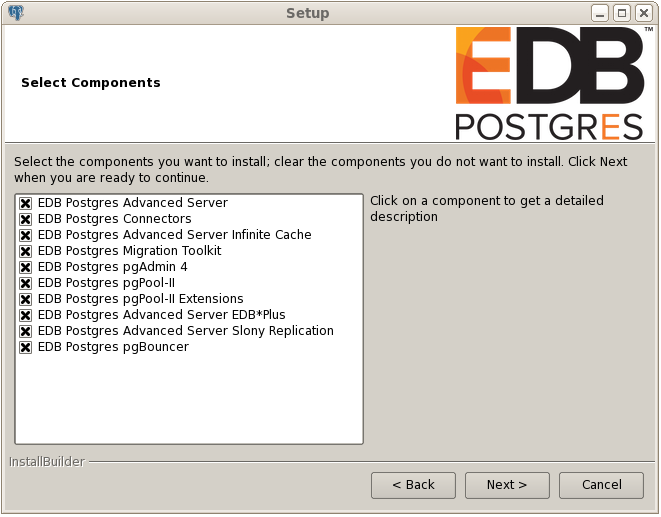 Setup
Select Components
EDB
™
POSTGRES
Select the components you want to install; clear the components you do not want to install. Click Next
when you are ready to continue.
EDB Postgres Advanced Server
EDB Postgres Connectors
EDB Postgres Advanced Server Infinite Cache
EDB Postgres Migration Toolkit
EDB Postgres pgAdmin 4
EDB Postgres pgPool-II
EDB Postgres pgPool-II Extensions
EDB Postgres Advanced Server EDB*Plus
EDB Postgres Advanced Server Slony Replication
EDB Postgres pgBouncer
Click on a component to get a detailed
description
InstallBuilder
< Back
Next >
Cancel